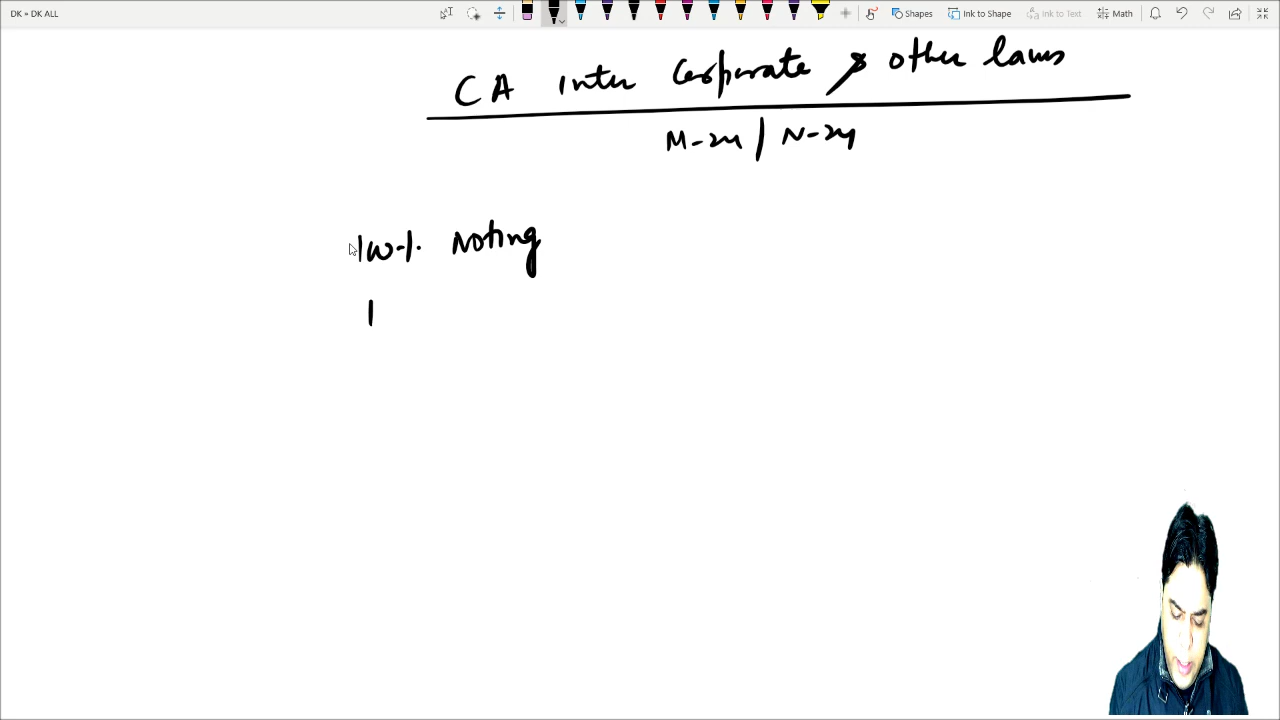 DK = DK ALL
Shapes Ink to Shape Ink to Text Math
CA Inter Corporate & other laws
M-24 | N-24
100% Noting
1